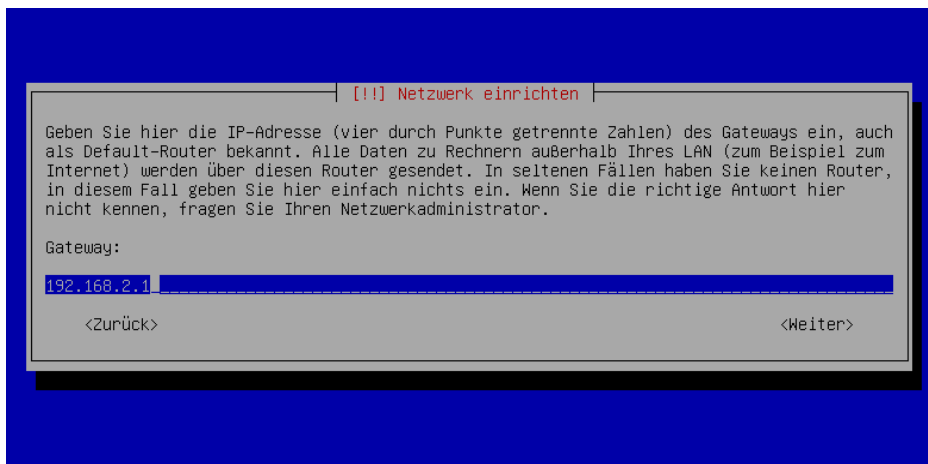 [!!] Netzwerk einrichten
Geben Sie hier die IP-Adresse (vier durch Punkte getrennte Zahlen) des Gateways ein, auch
als Default-Router bekannt. Alle Daten zu Rechnern außerhalb Ihres LAN (zum Beispiel zum
Internet) werden über diesen Router gesendet. In seltenen Fällen haben Sie keinen Router,
in diesem Fall geben Sie hier einfach nichts ein. Wenn Sie die richtige Antwort hier
nicht kennen, fragen Sie Ihren Netzwerkadministrator.
Gateway:
192.168.2.1
<Zurück> <Weiter>